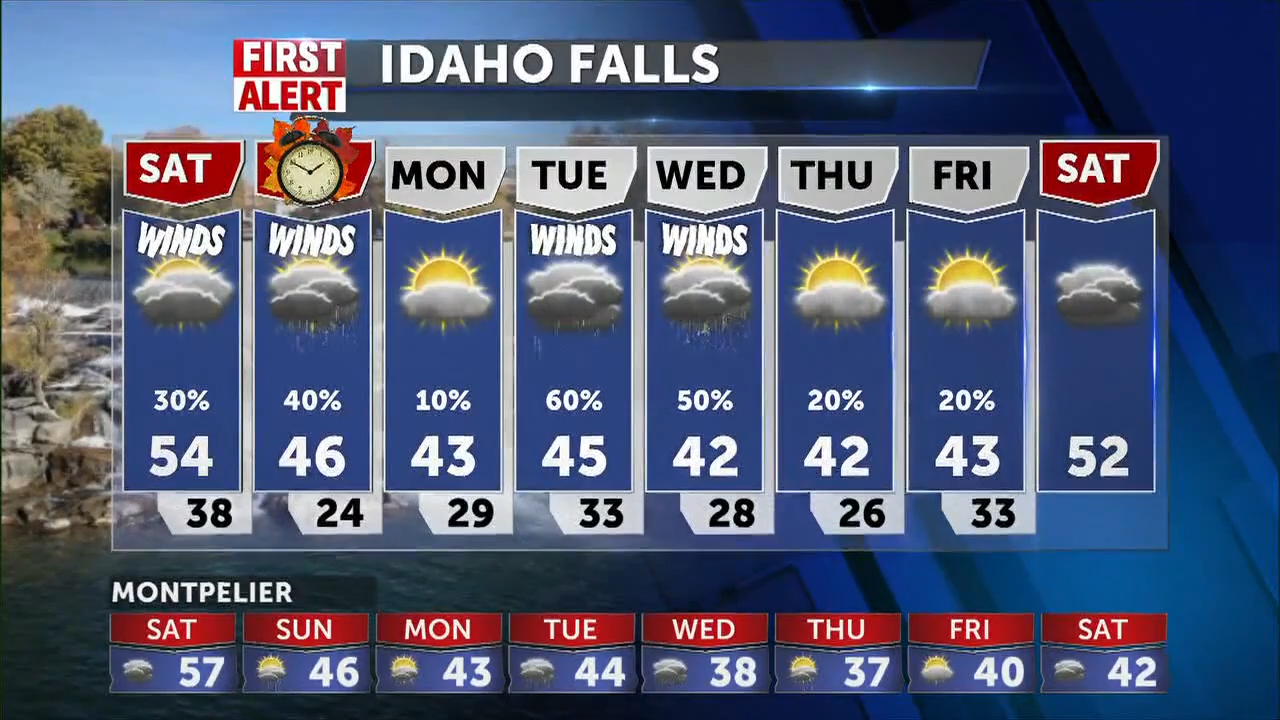 FIRST ALERT
IDAHO FALLS
SAT MON TUE WED THU FRI SAT
WINDS WINDS WINDS WINDS
30% 40% 10% 60% 50% 20% 20%
54 46 43 45 42 42 43 52
38 24 29 33 28 26 33
MONTPELIER
SAT SUN MON TUE WED THU FRI SAT
57 46 43 44 38 37 40 42